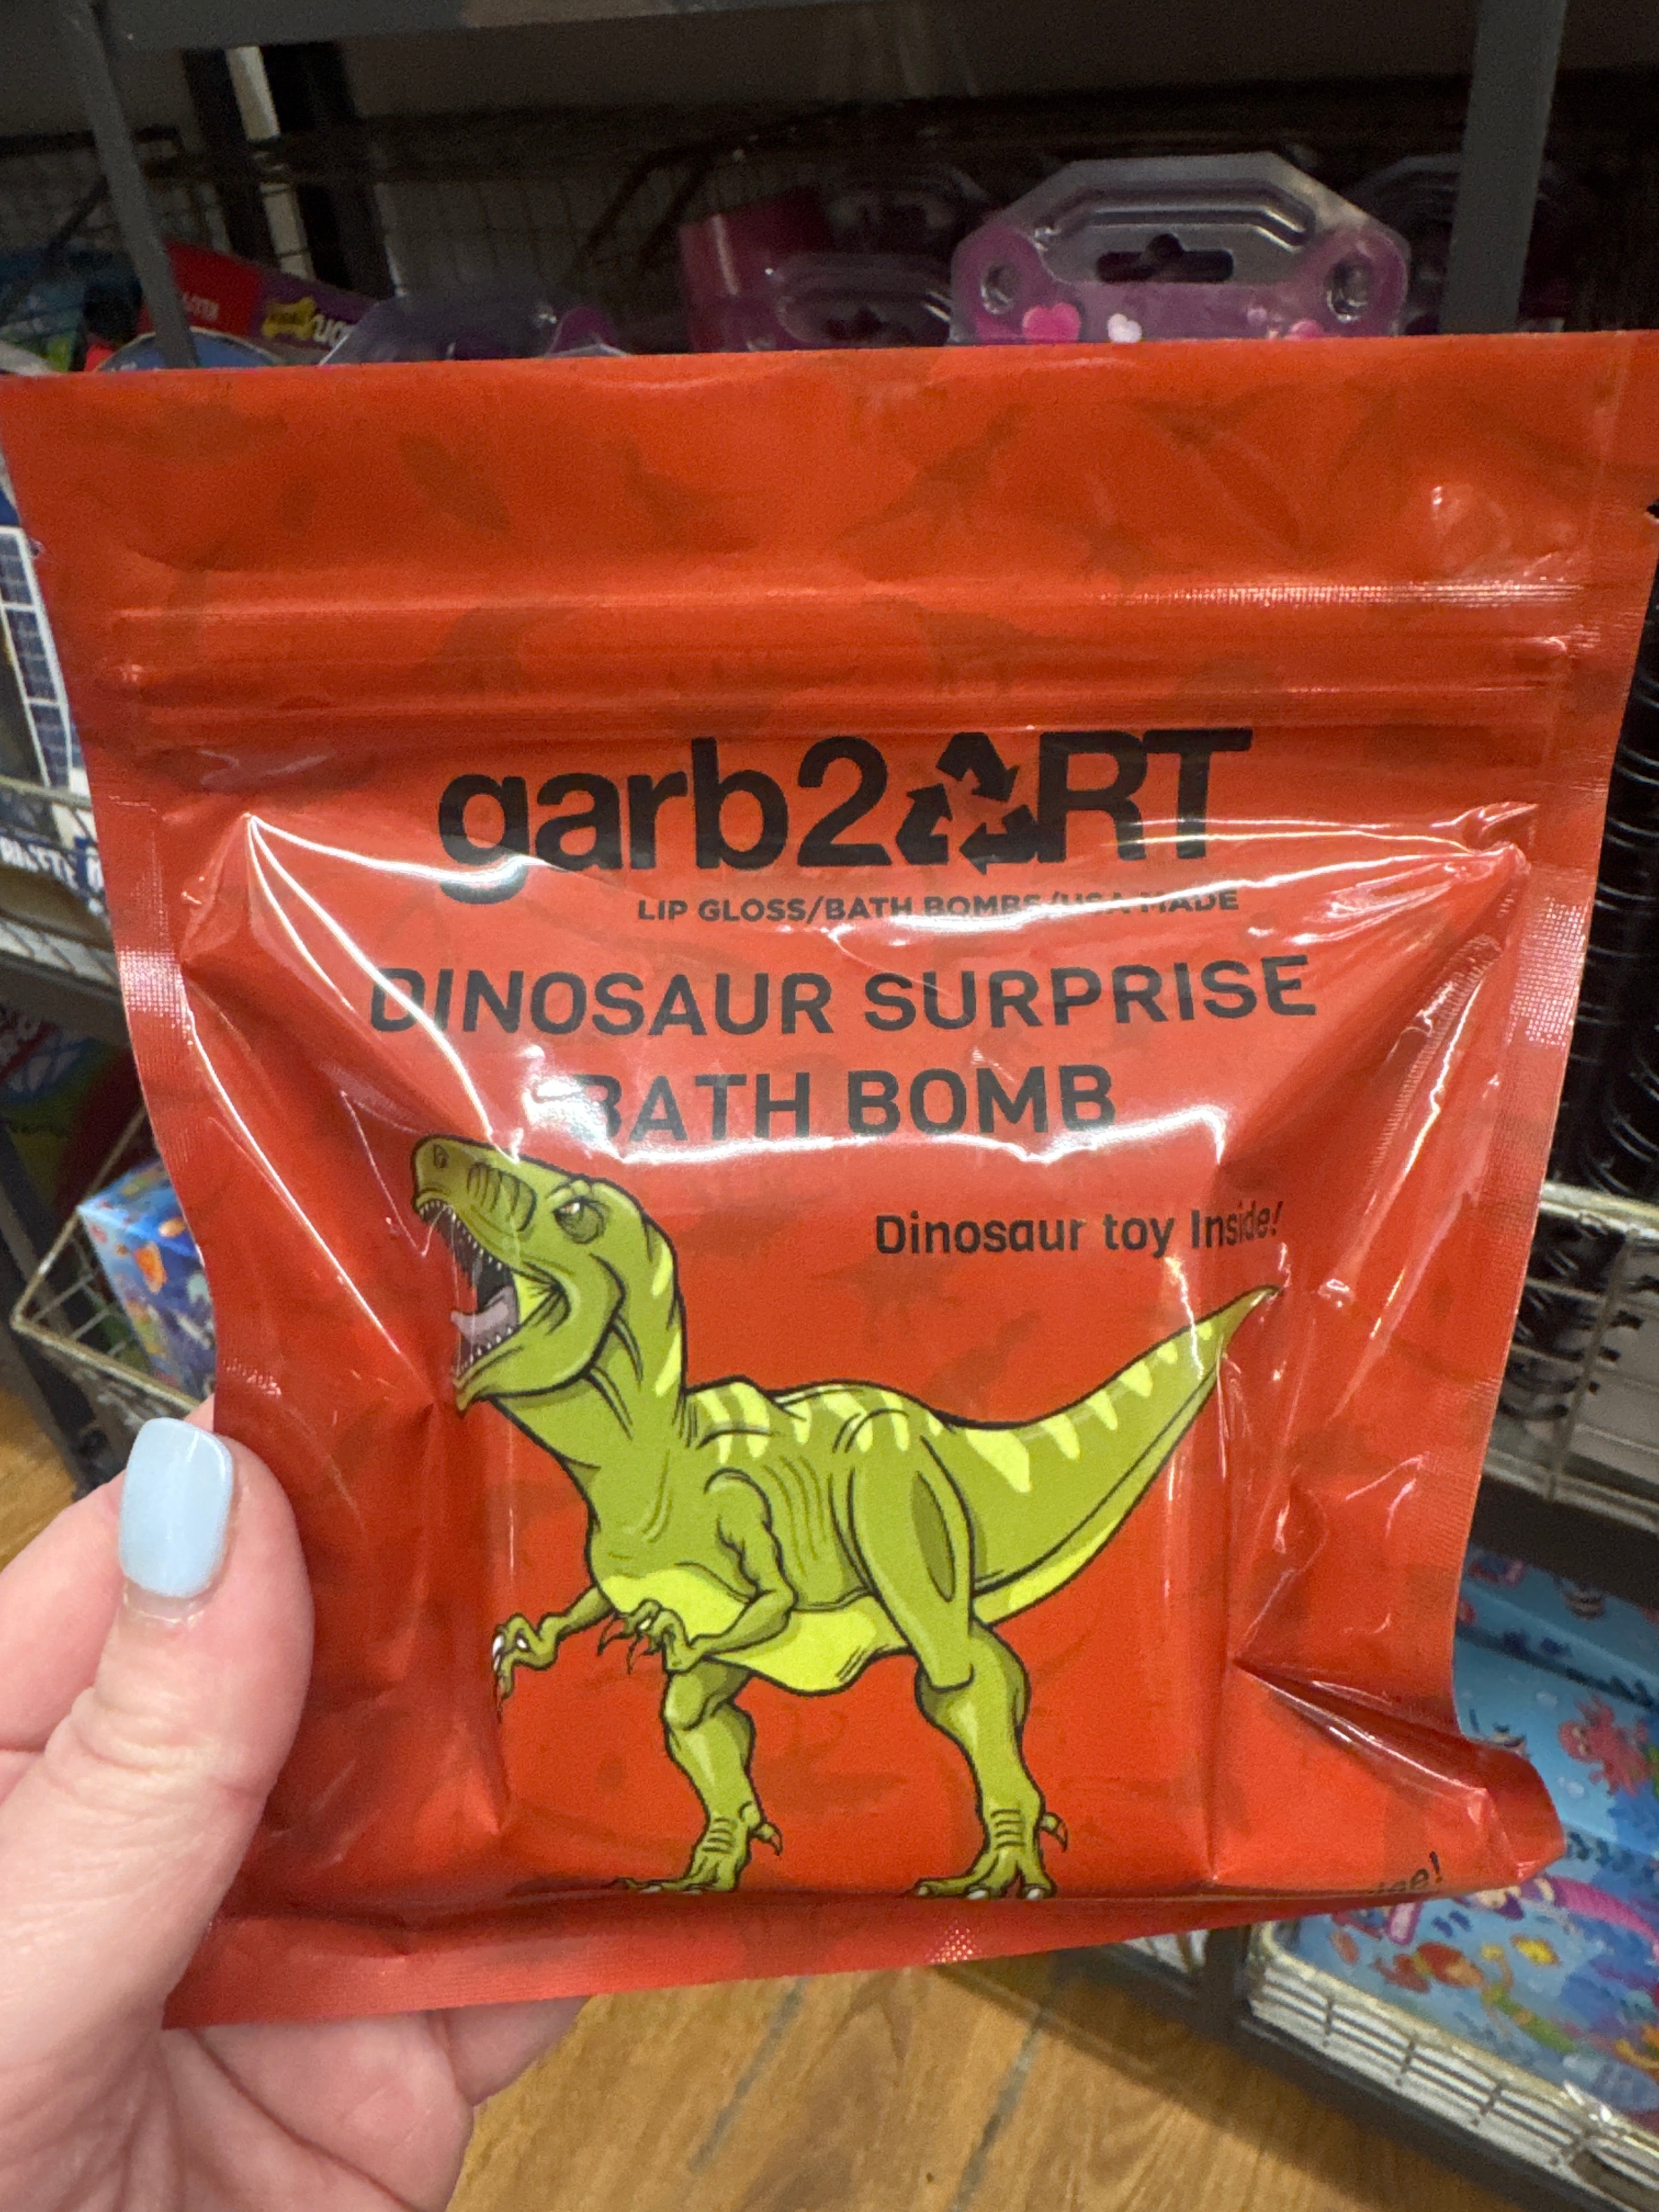 garb2ART
LIP GLOSS/BATH BOMBS/USA MADE
DINOSAUR SURPRISE
BATH BOMB
Dinosaur toy Inside!